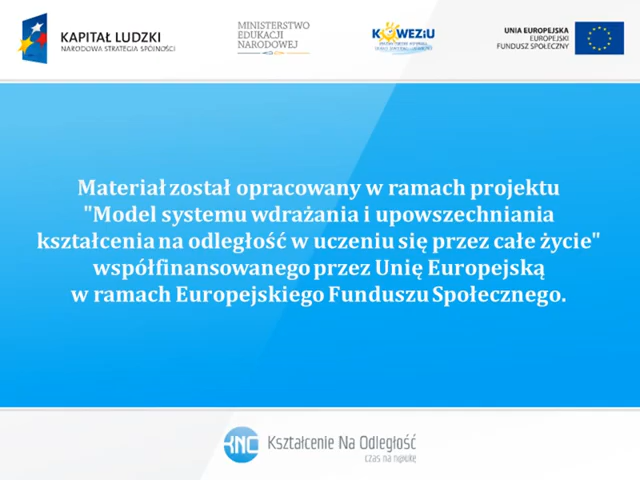 KAPITAŁ LUDZKI
NARODOWA STRATEGIA SPÓJNOŚCI
MINISTERSTWO
EDUKACJI
NARODOWEJ
KOWEZiU
UNIA EUROPEJSKA
EUROPEJSKI
FUNDUSZ SPOŁECZNY
Materiał został opracowany w ramach projektu
"Model systemu wdrażania i upowszechniania
kształcenia na odległość w uczeniu się przez całe życie"
współfinansowanego przez Unię Europejską
w ramach Europejskiego Funduszu Społecznego.
KNO Kształcenie Na Odległość
czas na naukę